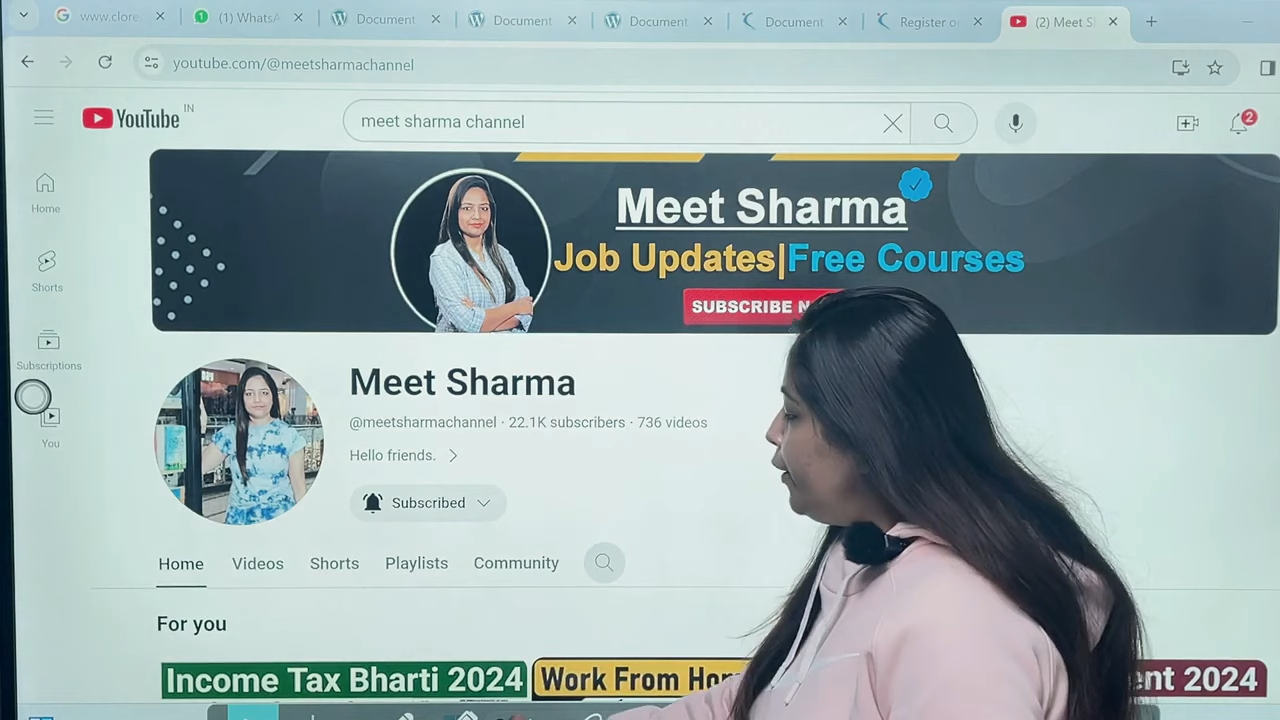 www.clore
(1) WhatsA
Document
Document
Document
Document
Register o
(2) Meet S
youtube.com/@meetsharmachannel
YouTube IN
meet sharma channel
2
Home
Shorts
Subscriptions
You
Meet Sharma
Job Updates|Free Courses
SUBSCRIBE N
Meet Sharma
@meetsharmachannel · 22.1K subscribers · 736 videos
Hello friends.
Subscribed
Home Videos Shorts Playlists Community
For you
Income Tax Bharti 2024
Work From Hom
ent 2024